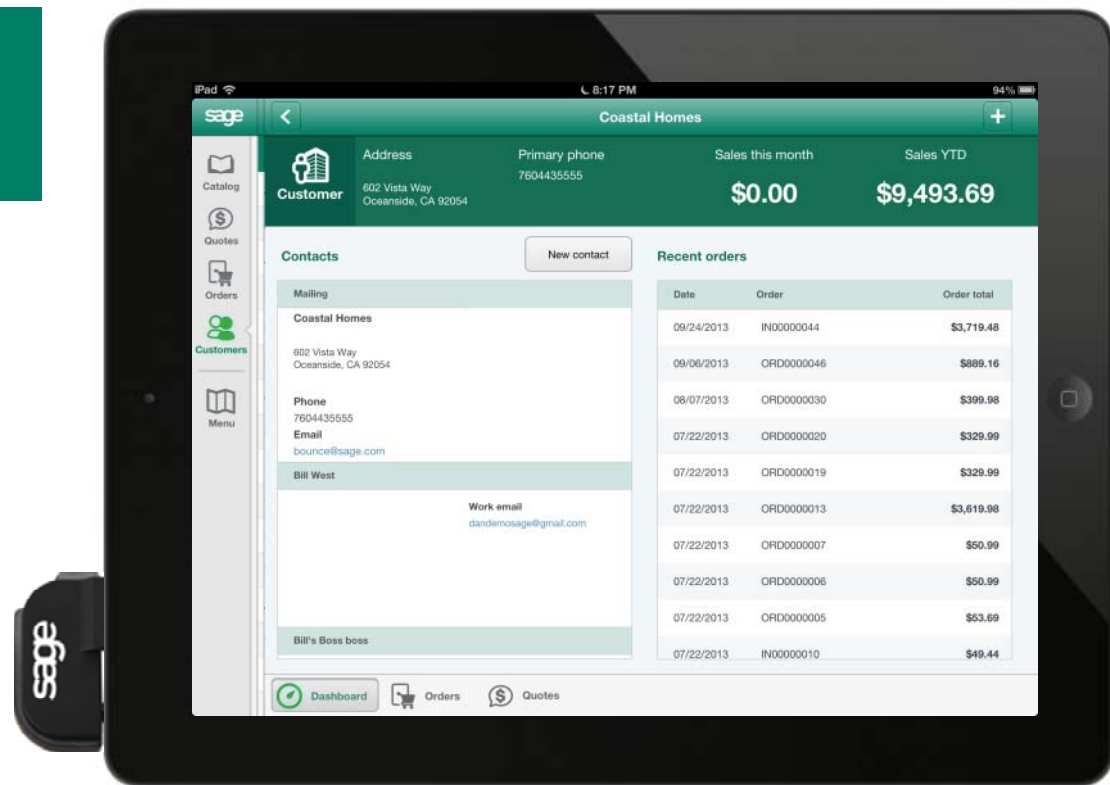 iPad 8:17 PM 94%
sage Coastal Homes +
Catalog
Quotes
Orders
Customers
Menu
Customer
Address
602 Vista Way
Oceanside, CA 92054
Primary phone
7604435555
Sales this month
$0.00
Sales YTD
$9,493.69
Contacts New contact
Mailing
Coastal Homes
602 Vista Way
Oceanside, CA 92054
Phone
7604435555
Email
bounce@sage.com
Bill West
Work email
dandemosage@gmail.com
Bill's Boss boss
Recent orders
Date Order Order total
09/24/2013 IN00000044 $3,719.48
09/06/2013 ORD0000046 $889.16
08/07/2013 ORD0000030 $399.98
07/22/2013 ORD0000020 $329.99
07/22/2013 ORD0000019 $329.99
07/22/2013 ORD0000013 $3,619.98
07/22/2013 ORD0000007 $50.99
07/22/2013 ORD0000006 $50.99
07/22/2013 ORD0000005 $53.69
07/22/2013 IN00000010 $49.44
Dashboard Orders Quotes
sage